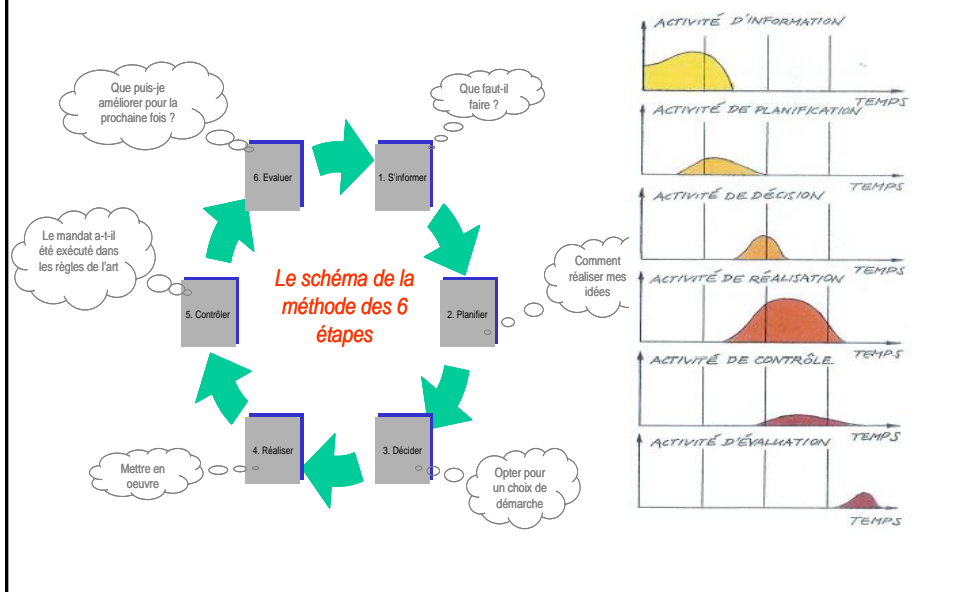 Que puis-je
améliorer pour la
prochaine fois ?
Que faut-il
faire ?
6. Evaluer
1. S'informer
Le mandat a-t-il
été exécuté dans
les règles de l'art
Le schéma de la
méthode des 6
étapes
Comment
réaliser mes
idées
5. Contrôler
2. Planifier
4. Réaliser
3. Décider
Mettre en
oeuvre
Opter pour
un choix de
démarche
ACTIVITÉ D'INFORMATION
TEMPS
ACTIVITÉ DE PLANIFICATION
TEMPS
ACTIVITÉ DE DÉCISION
TEMPS
ACTIVITÉ DE RÉALISATION
TEMPS
ACTIVITÉ DE CONTRÔLE
TEMPS
ACTIVITÉ D'ÉVALUATION
TEMPS